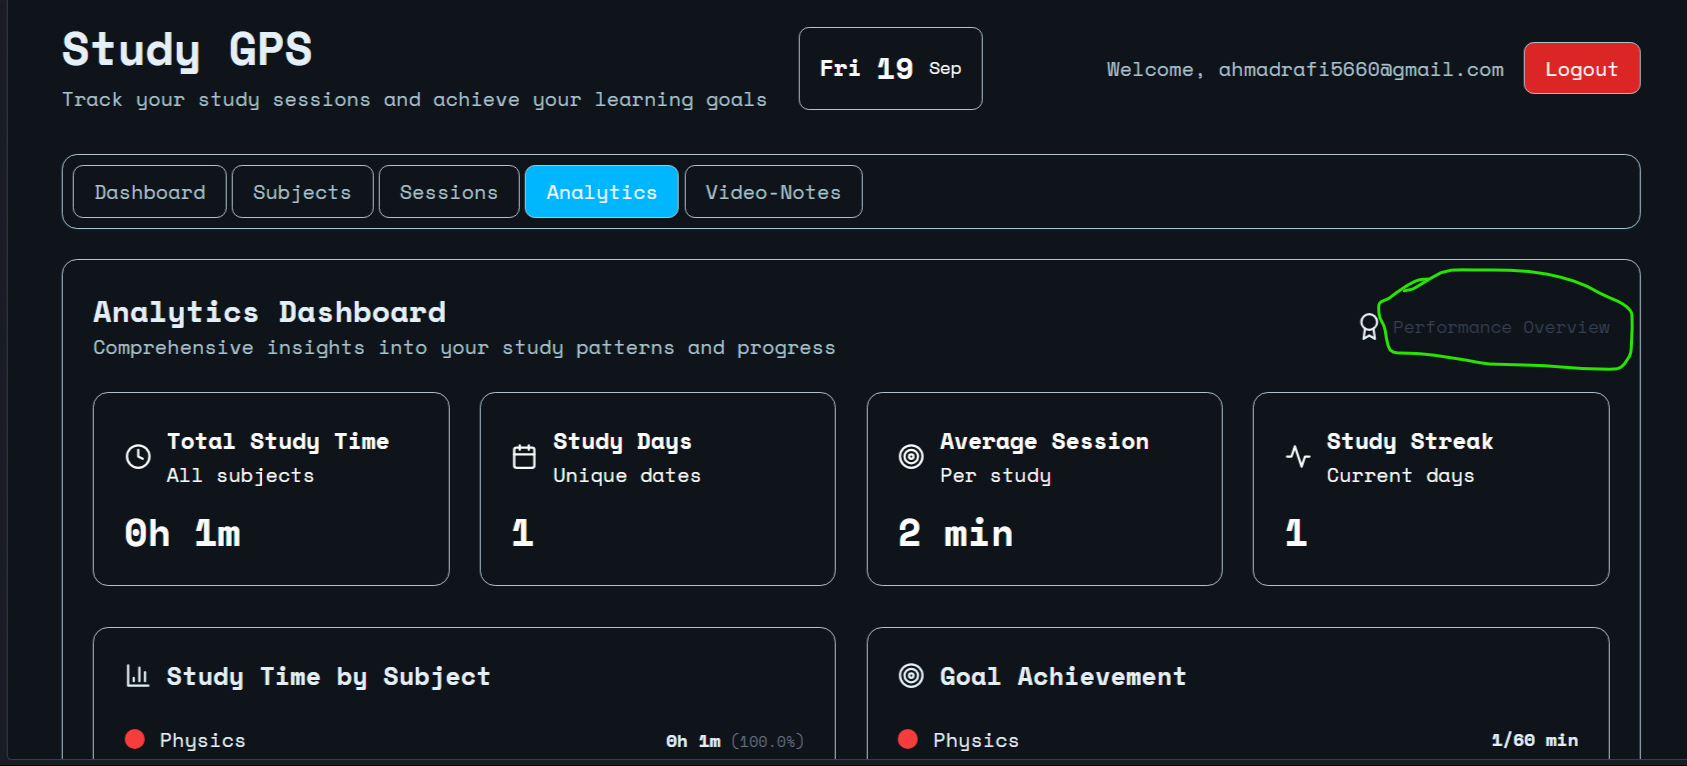 Study GPS
Track your study sessions and achieve your learning goals
Fri 19 Sep
Welcome, ahmadrafi5660@gmail.com
Logout
Dashboard
Subjects
Sessions
Analytics
Video-Notes
Analytics Dashboard
Comprehensive insights into your study patterns and progress
Performance Overview
Total Study Time
All subjects
0h 1m
Study Days
Unique dates
1
Average Session
Per study
2 min
Study Streak
Current days
1
Study Time by Subject
Physics
0h 1m (100.0%)
Goal Achievement
Physics
1/60 min